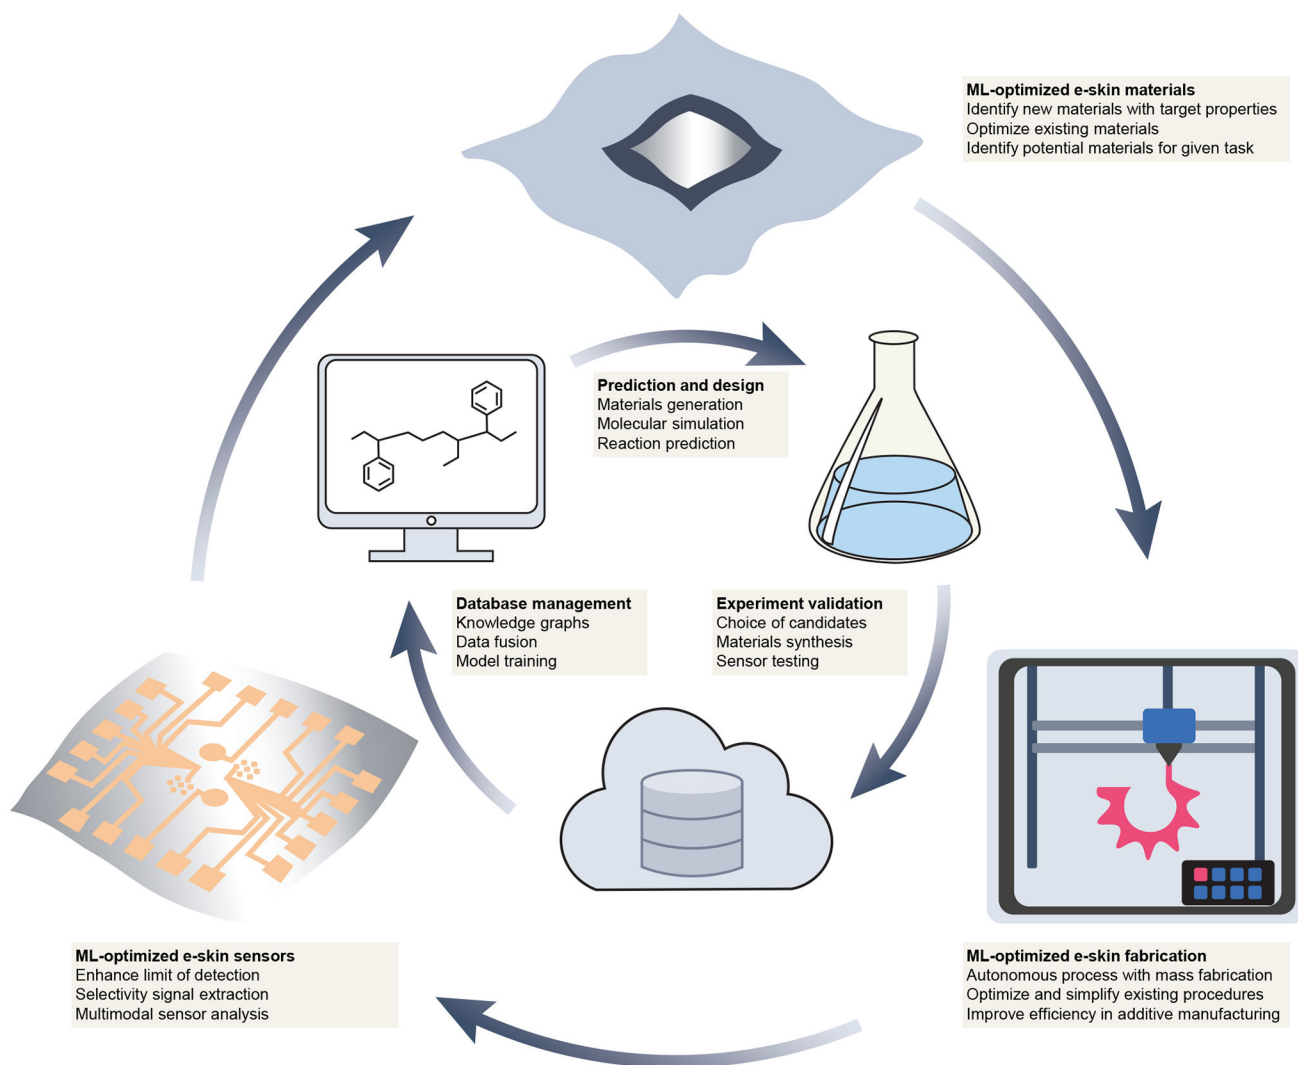 ML-optimized e-skin materials
Identify new materials with target properties
Optimize existing materials
Identify potential materials for given task
Prediction and design
Materials generation
Molecular simulation
Reaction prediction
Database management
Knowledge graphs
Data fusion
Model training
Experiment validation
Choice of candidates
Materials synthesis
Sensor testing
ML-optimized e-skin sensors
Enhance limit of detection
Selectivity signal extraction
Multimodal sensor analysis
ML-optimized e-skin fabrication
Autonomous process with mass fabrication
Optimize and simplify existing procedures
Improve efficiency in additive manufacturing